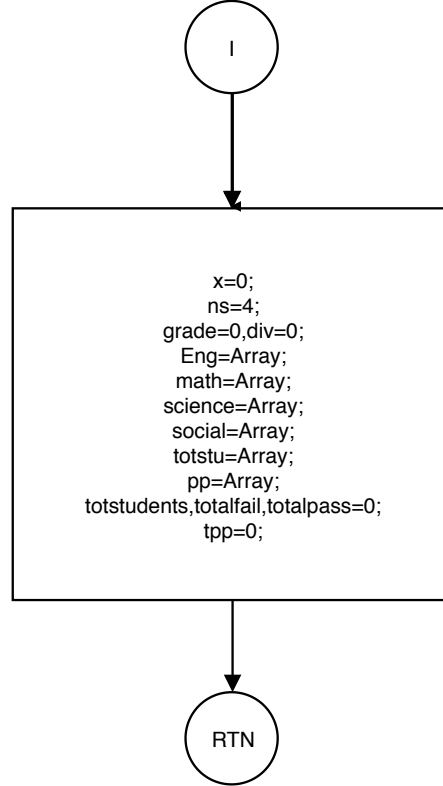 I
x=0;
ns=4;
grade=0,div=0;
Eng=Array;
math=Array;
science=Array;
social=Array;
totstu=Array;
pp=Array;
totstudents,totalfail,totalpass=0;
tpp=0;
RTN